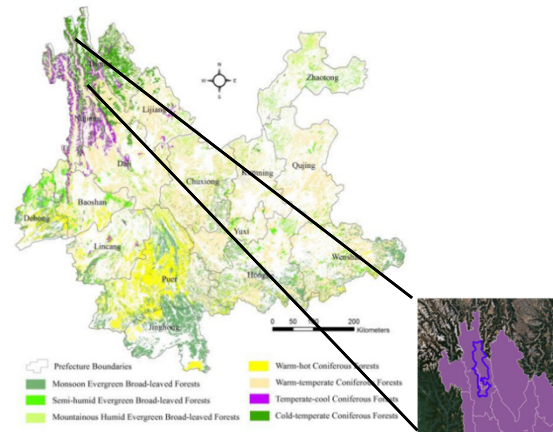 N
W E
S
Zhaotong
Lijiang
Nujiang
Dali
Chuxiong
Kunming
Qujing
Baoshan
Dehong
Yuxi
Lincang
Wenshan
Honghe
Puer
Jinghong
0 50 100 200
Kilometers
Prefecture Boundaries
Monsoon Evergreen Broad-leaved Forests
Semi-humid Evergreen Broad-leaved Forests
Mountainous Humid Evergreen Broad-leaved Forests
Warm-hot Coniferous Forests
Warm-temperate Coniferous Forests
Temperate-cool Coniferous Forests
Cold-temperate Coniferous Forests